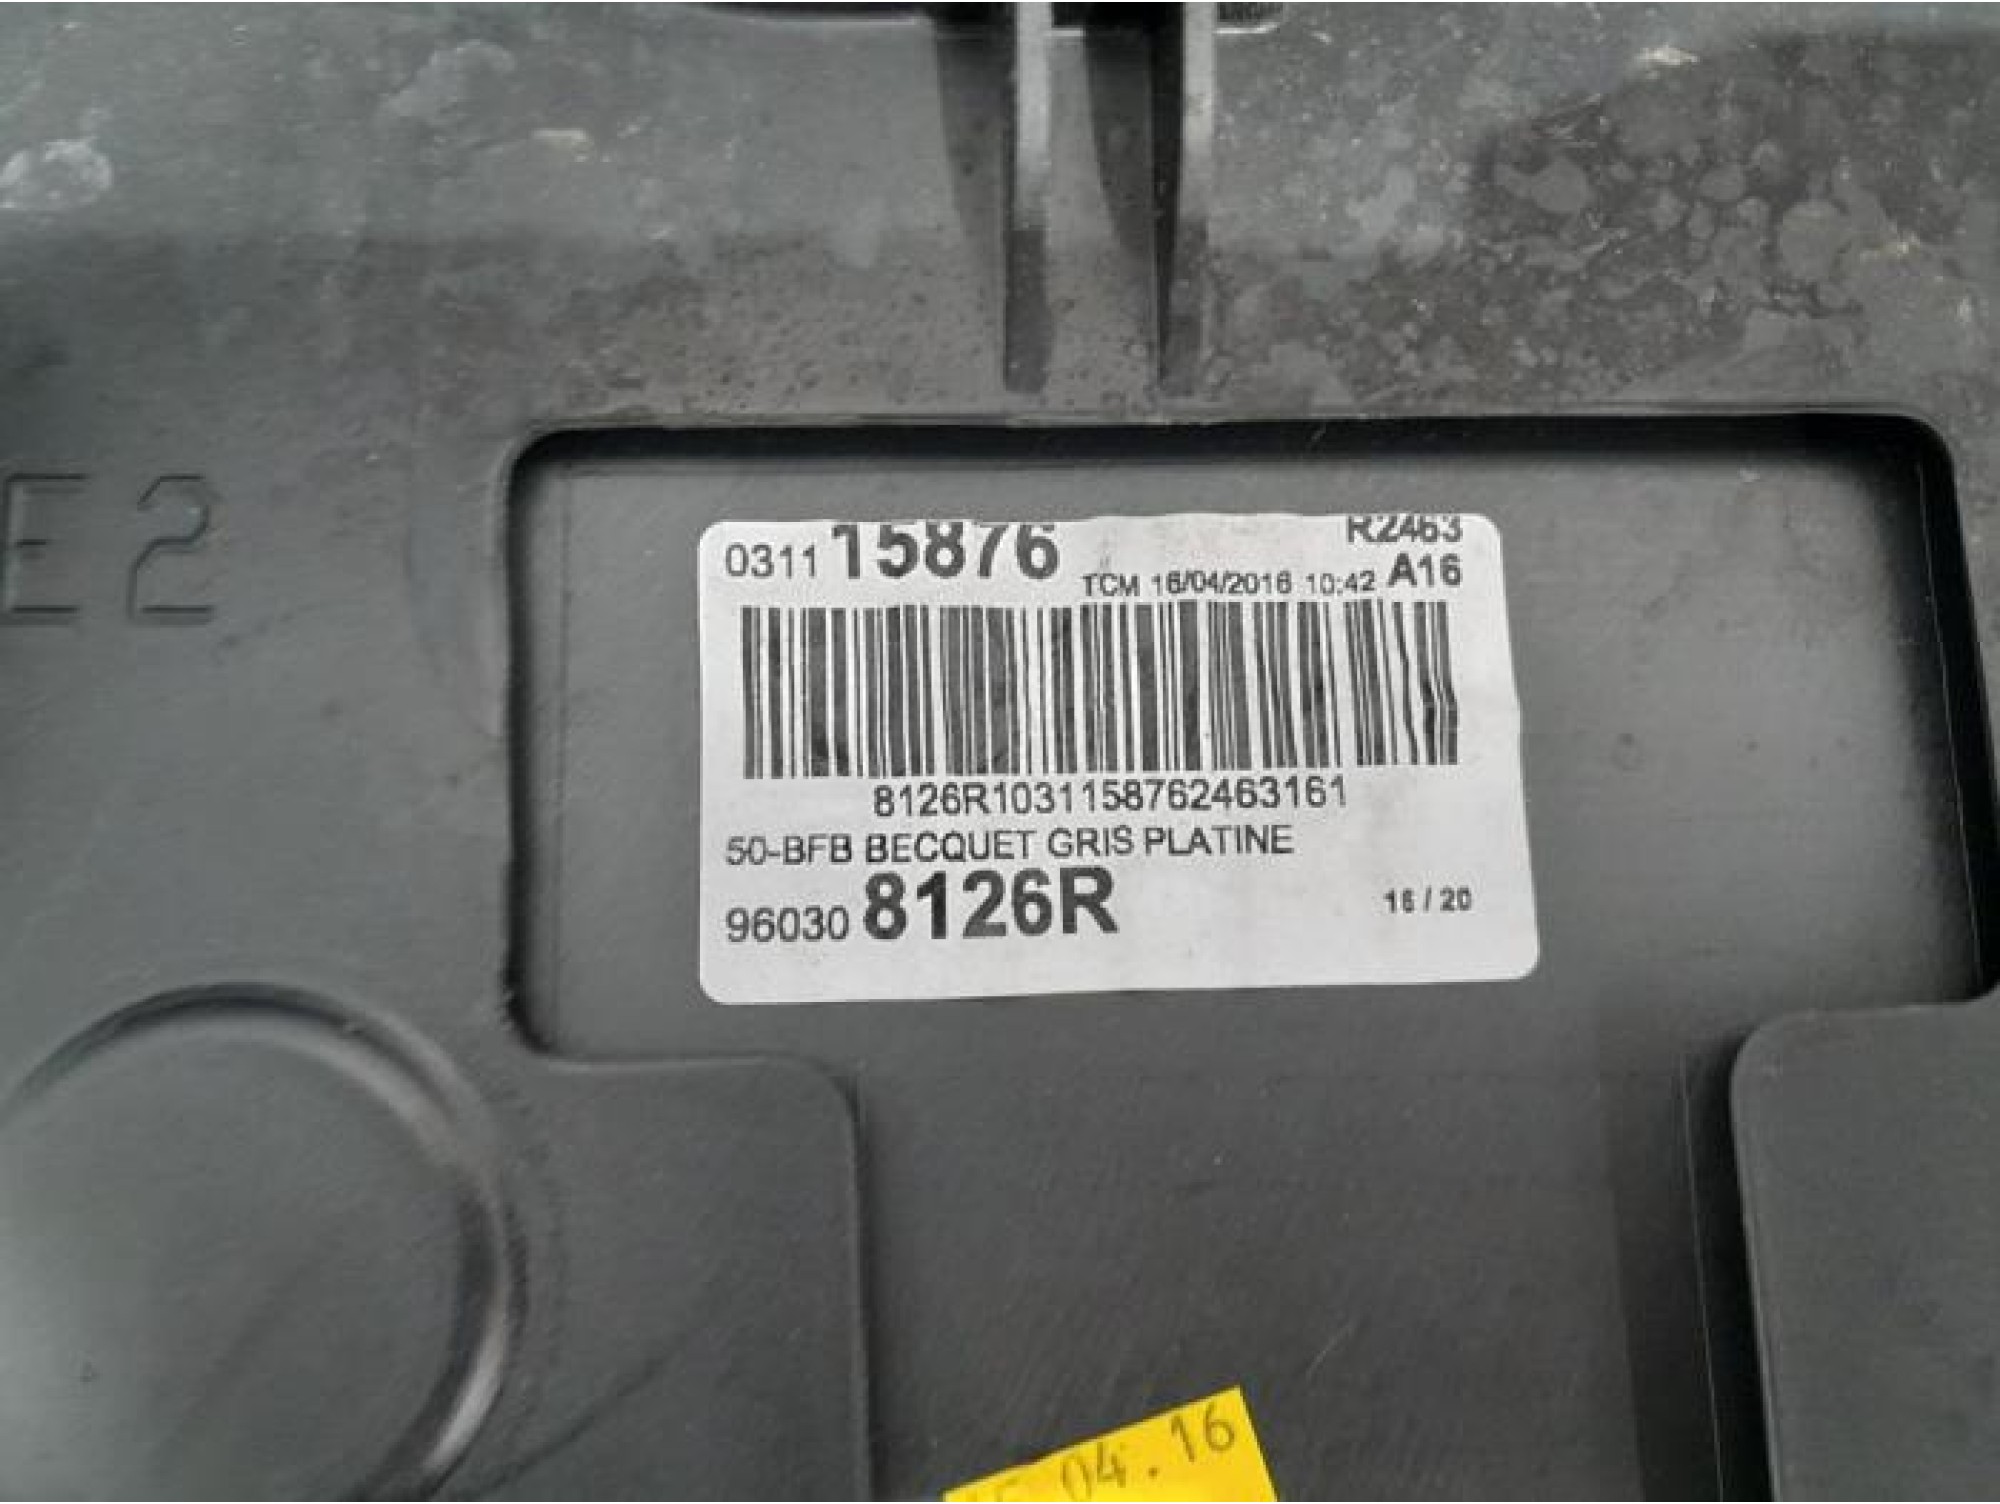 0311 15876 R2463
TCM 16/04/2016 10:42 A16
8126R1031158762463161
50-BFB BECQUET GRIS PLATINE
96030 8126R 16 / 20
E2
04.16